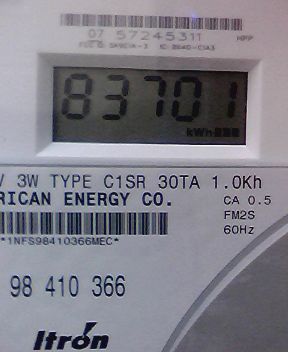 07 57245311
83701
kWh
V 3W TYPE C1SR 30TA 1.0Kh
RICAN ENERGY CO.
CA 0.5
FM2S
60Hz
*1NFS98410366MEC*
98 410 366
Itrón